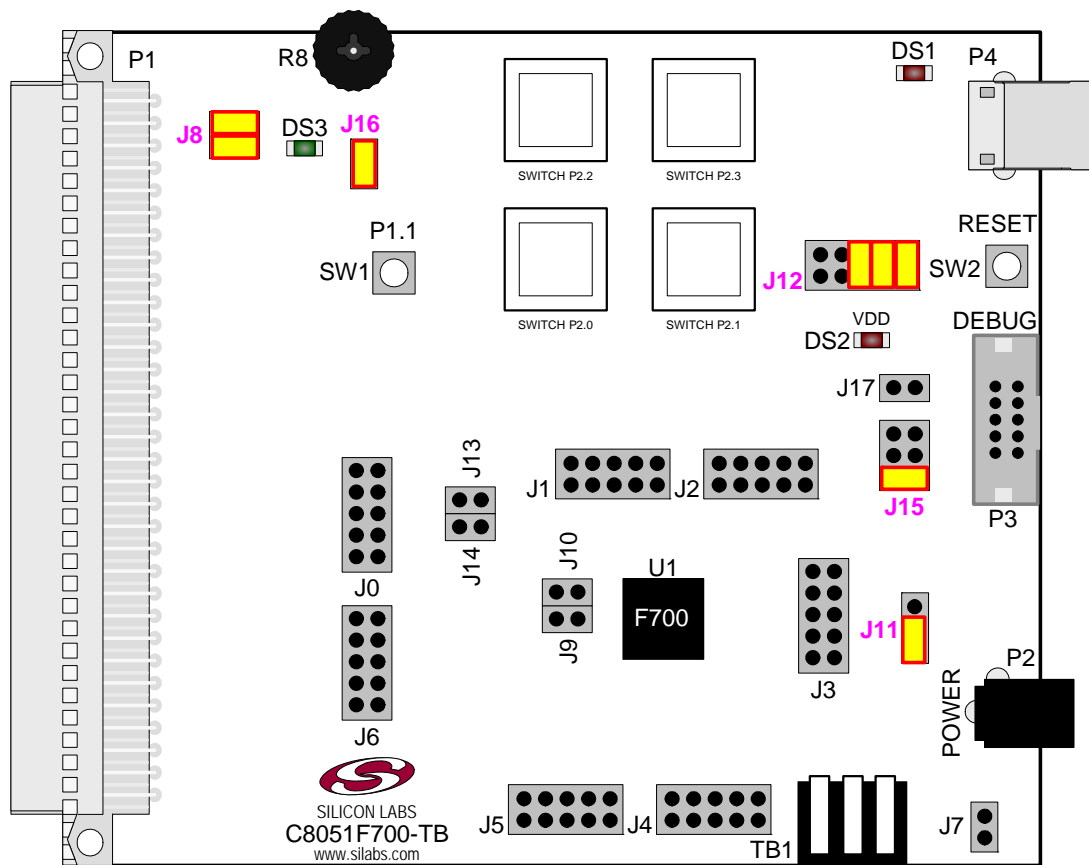 P1
R8
DS1
P4
J8
DS3
J16
SWITCH P2.2
SWITCH P2.3
P1.1
SW1
RESET
J12
SW2
SWITCH P2.0
SWITCH P2.1
VDD
DS2
DEBUG
J17
J13
J1
J2
J15
P3
J14
J10
U1
J0
F700
J11
J9
P2
J3
POWER
J6
SILICON LABS
C8051F700-TB
www.silabs.com
J5
J4
TB1
J7